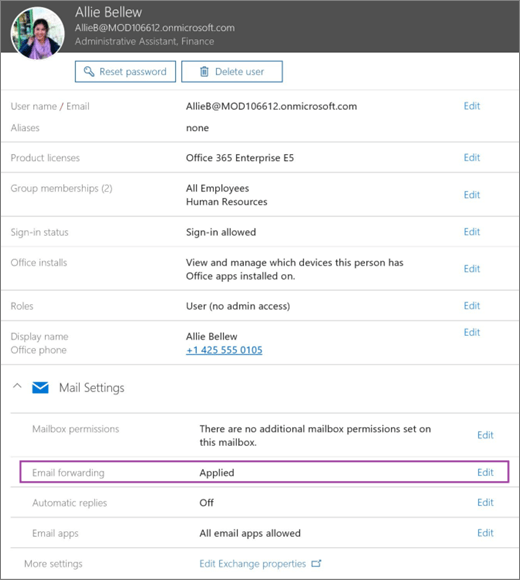 Allie Bellew
AllieB@MOD106612.onmicrosoft.com
Administrative Assistant, Finance
Reset password Delete user
User name / Email AllieB@MOD106612.onmicrosoft.com Edit
Aliases none
Product licenses Office 365 Enterprise E5 Edit
Group memberships (2) All Employees Edit
Human Resources
Sign-in status Sign-in allowed Edit
Office installs View and manage which devices this person has Edit
Office apps installed on.
Roles User (no admin access) Edit
Display name Allie Bellew Edit
Office phone +1 425 555 0105
Mail Settings
Mailbox permissions There are no additional mailbox permissions set on Edit
this mailbox.
Email forwarding Applied Edit
Automatic replies Off Edit
Email apps All email apps allowed Edit
More settings Edit Exchange properties